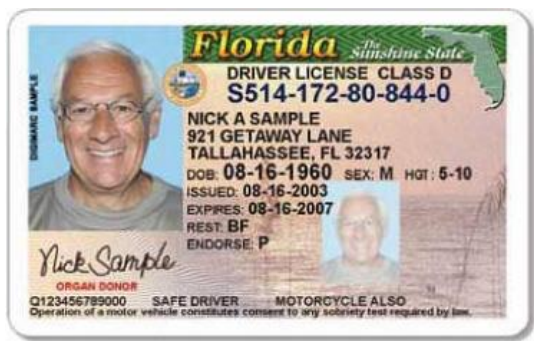 Florida The Sunshine State
DRIVER LICENSE CLASS D
S514-172-80-844-0
NICK A SAMPLE
921 GETAWAY LANE
TALLAHASSEE, FL 32317
DOB: 08-16-1960 SEX: M HGT: 5-10
ISSUED: 08-16-2003
EXPIRES: 08-16-2007
REST: BF
ENDORSE: P
DIGIMARC SAMPLE
Nick Sample
ORGAN DONOR
Q123456789000 SAFE DRIVER MOTORCYCLE ALSO
Operation of a motor vehicle constitutes consent to any sobriety test required by law.